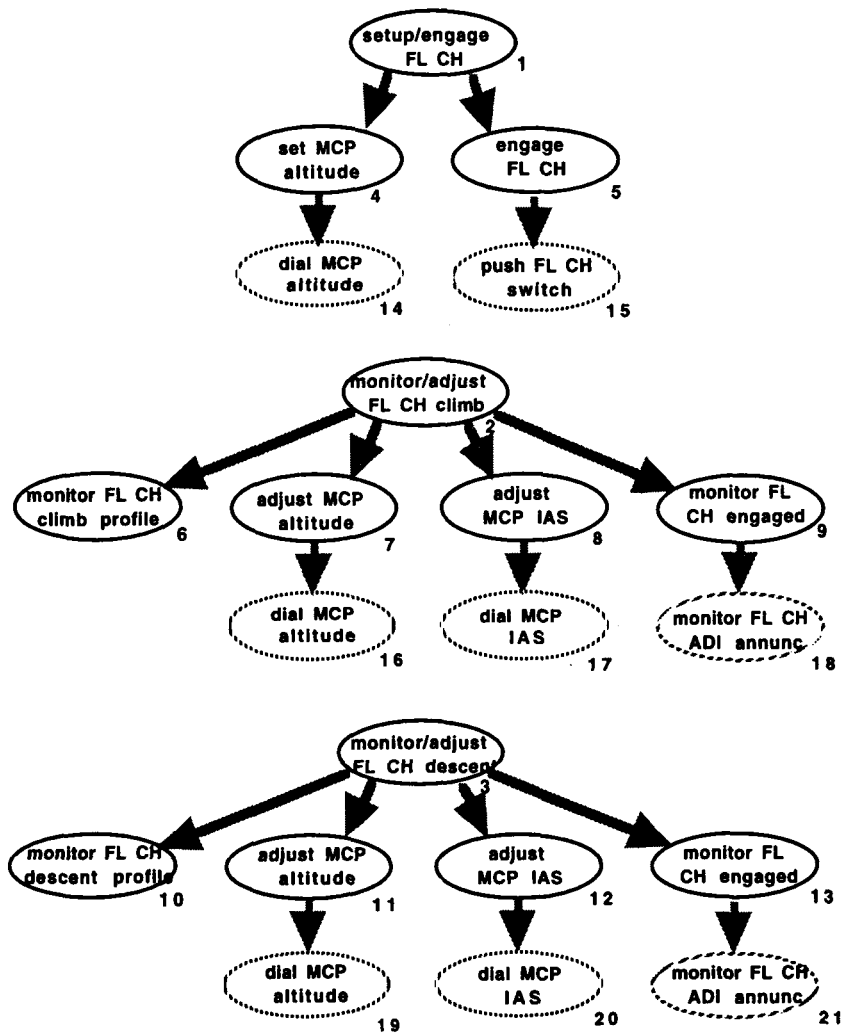 setup/engage
FL CH
1
set MCP
altitude
4
engage
FL CH
5
dial MCP
altitude
14
push FL CH
switch
15
monitor/adjust
FL CH climb
2
monitor FL CH
climb profile
6
adjust MCP
altitude
7
adjust
MCP IAS
8
monitor FL
CH engaged
9
dial MCP
altitude
16
dial MCP
IAS
17
monitor FL CH
ADI annunc
18
monitor/adjust
FL CH descent
3
monitor FL CH
descent profile
10
adjust MCP
altitude
11
adjust
MCP IAS
12
monitor FL
CH engaged
13
dial MCP
altitude
19
dial MCP
IAS
20
monitor FL CH
ADI annunc
21